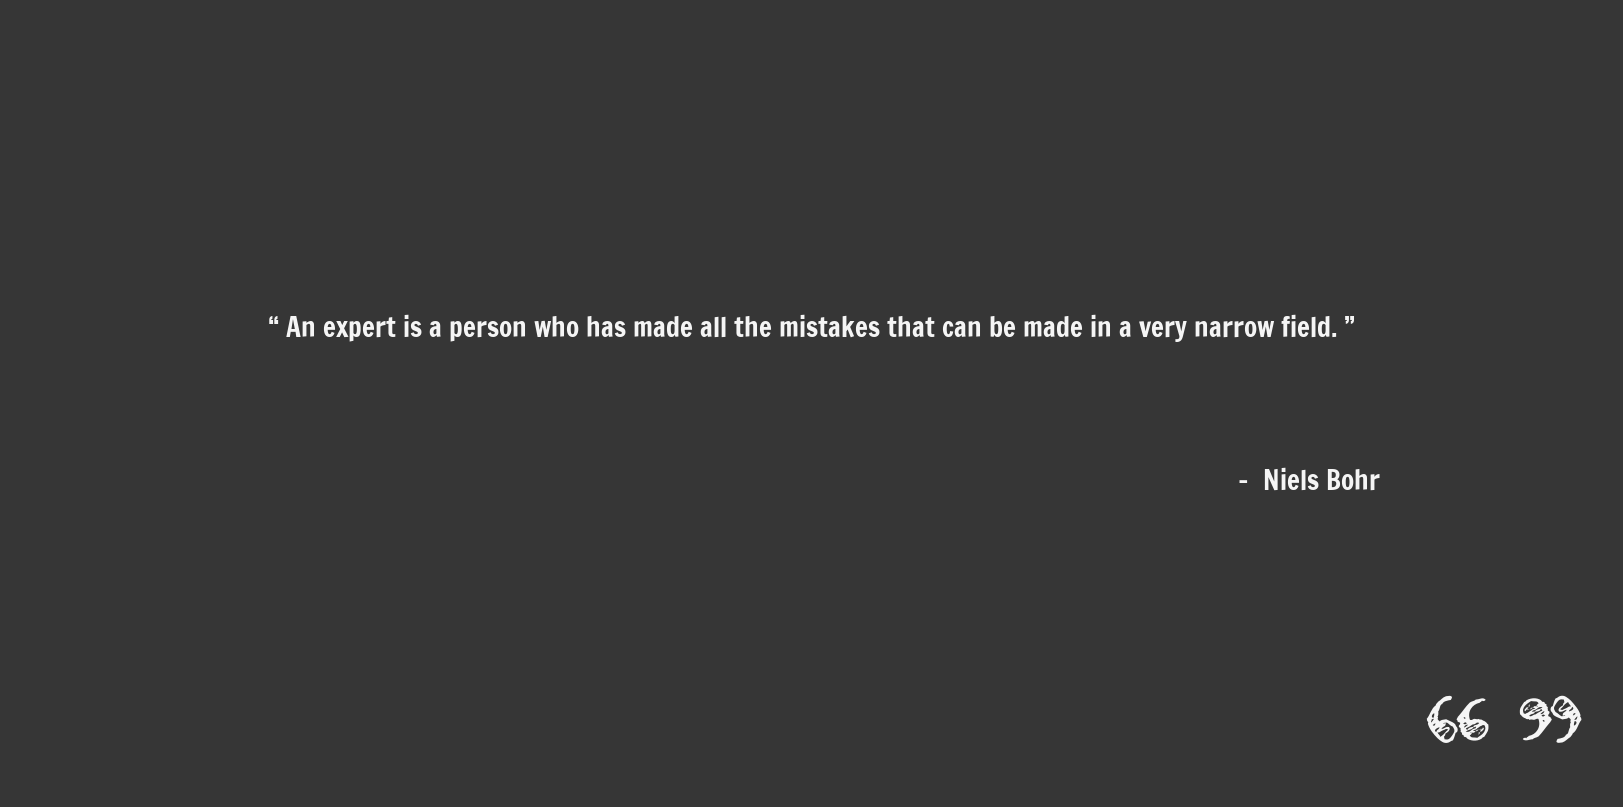 “ An expert is a person who has made all the mistakes that can be made in a very narrow field. ”
- Niels Bohr